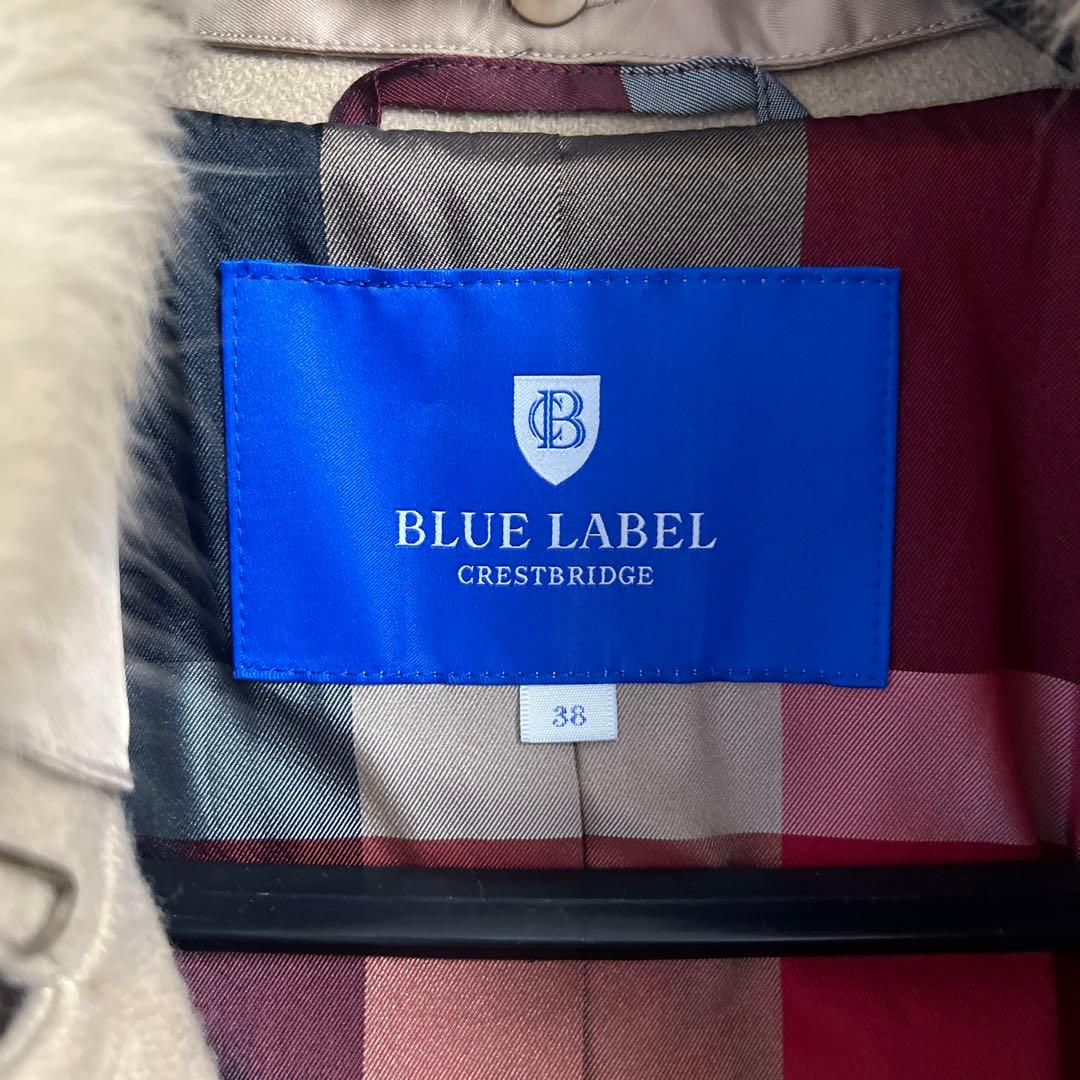 CB
BLUE LABEL
CRESTBRIDGE
38